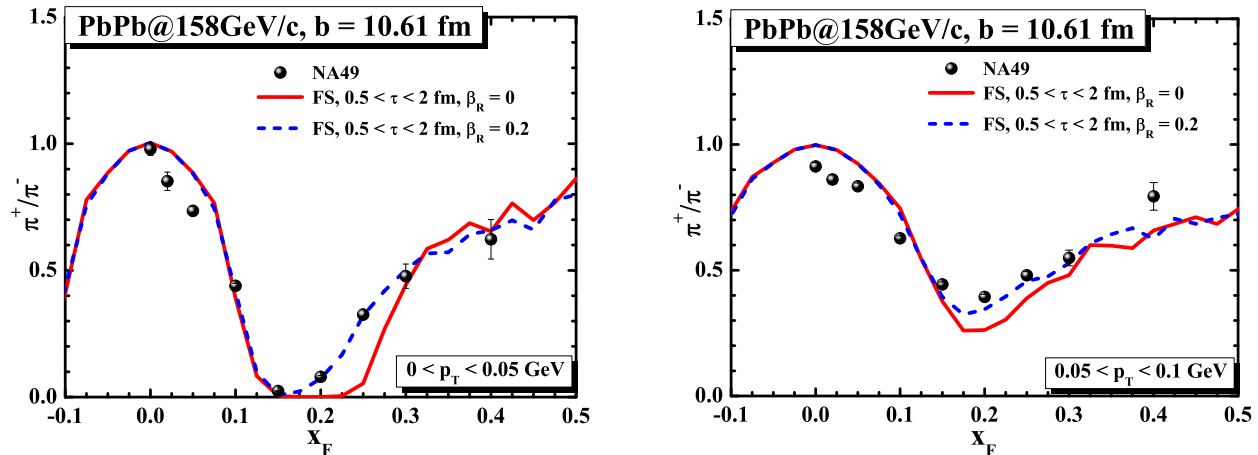 PbPb@158GeV/c, b = 10.61 fm
NA49
FS, 0.5 < τ < 2 fm, β_R = 0
FS, 0.5 < τ < 2 fm, β_R = 0.2
π⁺/π⁻
1.5
1.0
0.5
0.0
0 < p_T < 0.05 GeV
-0.1 0.0 0.1 0.2 0.3 0.4 0.5
x_F
PbPb@158GeV/c, b = 10.61 fm
NA49
FS, 0.5 < τ < 2 fm, β_R = 0
FS, 0.5 < τ < 2 fm, β_R = 0.2
π⁺/π⁻
1.5
1.0
0.5
0.0
0.05 < p_T < 0.1 GeV
-0.1 0.0 0.1 0.2 0.3 0.4 0.5
x_F